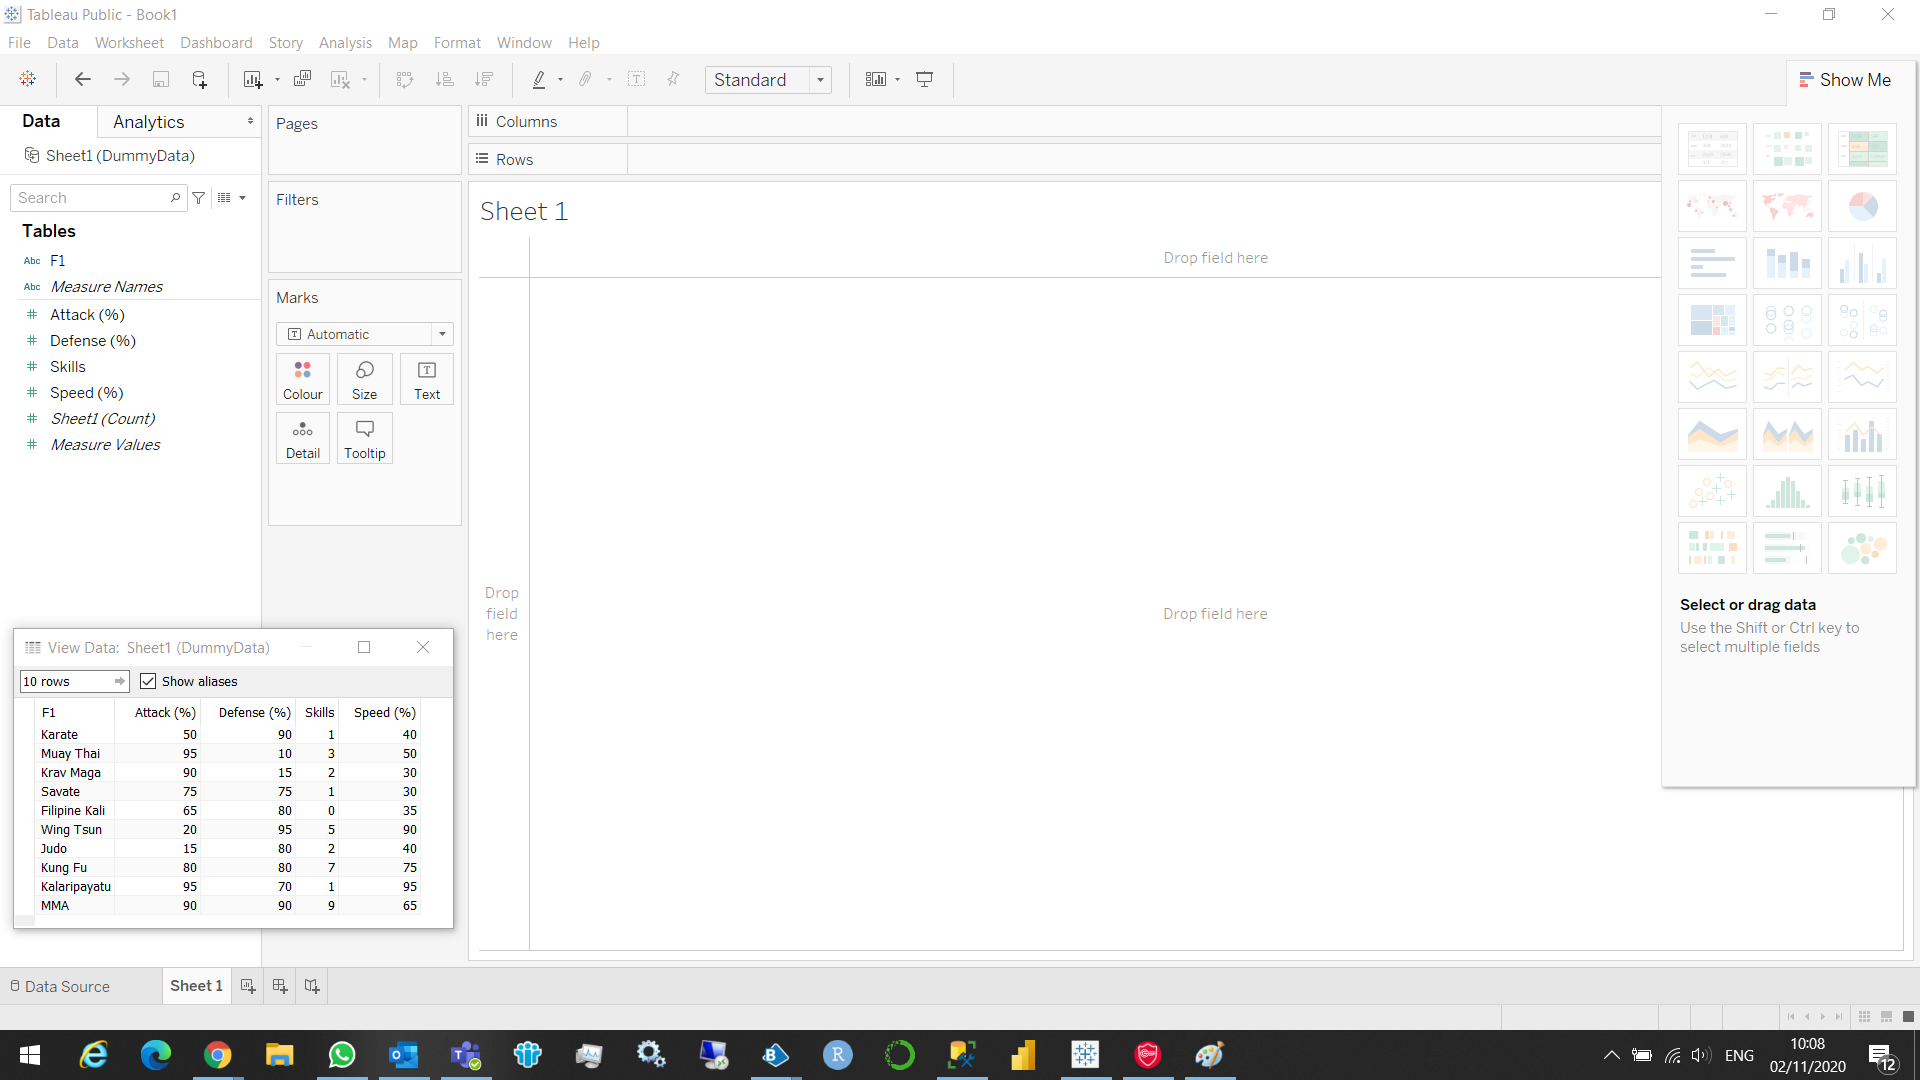 Tableau Public - Book1
File Data Worksheet Dashboard Story Analysis Map Format Window Help
Standard
Show Me
Data Analytics
Sheet1 (DummyData)
Search
Tables
Abc F1
Abc Measure Names
# Attack (%)
# Defense (%)
# Skills
# Speed (%)
# Sheet1 (Count)
# Measure Values
Pages
Filters
Marks
T Automatic
Colour Size Text
Detail Tooltip
Columns
Rows
Sheet 1
Drop field here
Drop
field
here
Drop field here
Select or drag data
Use the Shift or Ctrl key to
select multiple fields
View Data: Sheet1 (DummyData)
10 rows Show aliases
F1 Attack (%) Defense (%) Skills Speed (%)
Karate 50 90 1 40
Muay Thai 95 10 3 50
Krav Maga 90 15 2 30
Savate 75 75 1 30
Filipine Kali 65 80 0 35
Wing Tsun 20 95 5 90
Judo 15 80 2 40
Kung Fu 80 80 7 75
Kalaripayatu 95 70 1 95
MMA 90 90 9 65
Data Source Sheet 1
ENG
10:08
02/11/2020
12